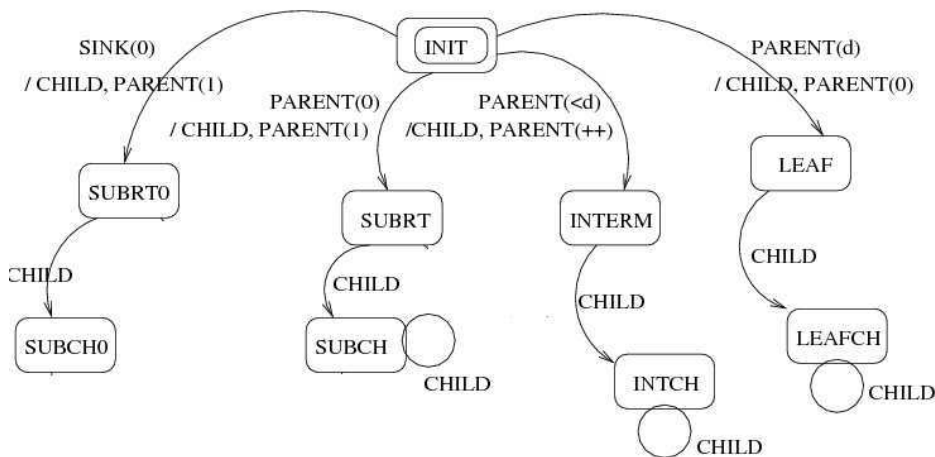 INIT
SINK(0)
/ CHILD, PARENT(1)
PARENT(0)
/ CHILD, PARENT(1)
PARENT(<d)
/CHILD, PARENT(++)
PARENT(d)
/ CHILD, PARENT(0)
SUBRT0
SUBRT
INTERM
LEAF
CHILD
CHILD
CHILD
CHILD
SUBCH0
SUBCH
CHILD
INTCH
CHILD
LEAFCH
CHILD